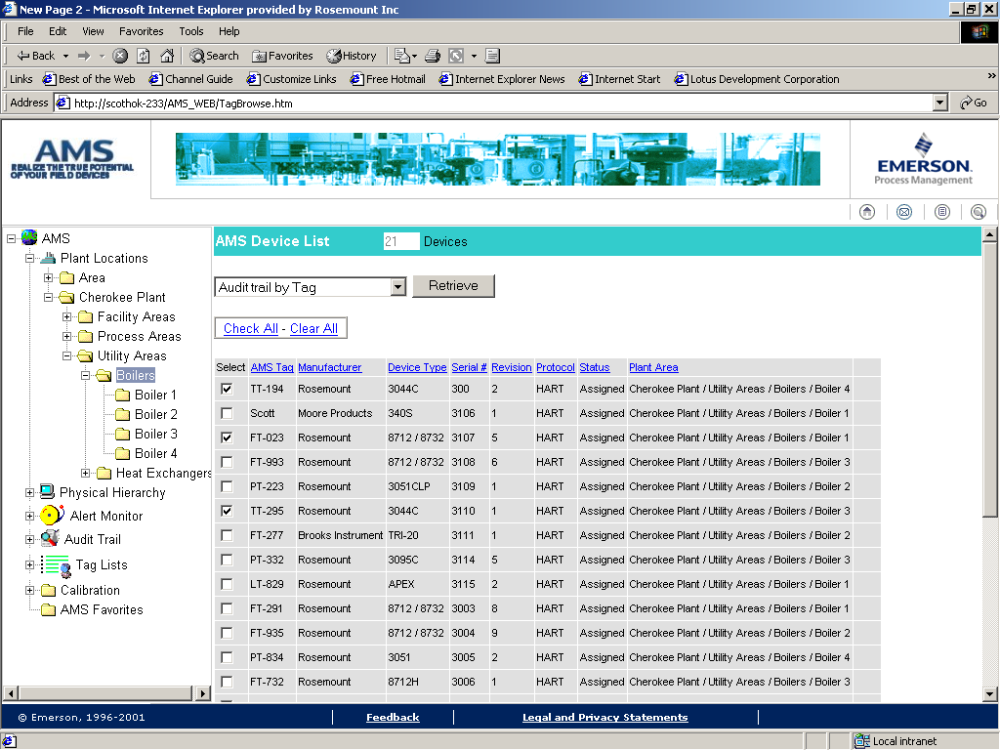 New Page 2 - Microsoft Internet Explorer provided by Rosemount Inc
File Edit View Favorites Tools Help
Back Search Favorites History
Links Best of the Web Channel Guide Customize Links Free Hotmail Internet Explorer News Internet Start Lotus Development Corporation »
Address http://scothok-233/AMS_WEB/TagBrowse.htm Go
AMS
REALIZE THE TRUE POTENTIAL
OF YOUR FIELD DEVICES
EMERSON.
Process Management
AMS
Plant Locations
Area
Cherokee Plant
Facility Areas
Process Areas
Utility Areas
Boilers
Boiler 1
Boiler 2
Boiler 3
Boiler 4
Heat Exchangers
Physical Hierarchy
Alert Monitor
Audit Trail
Tag Lists
Calibration
AMS Favorites
AMS Device List 21 Devices
Audit trail by Tag Retrieve
Check All - Clear All
Select AMS Tag Manufacturer Device Type Serial # Revision Protocol Status Plant Area
TT-194 Rosemount 3044C 300 2 HART Assigned Cherokee Plant / Utility Areas / Boilers / Boiler 4
Scott Moore Products 340S 3106 1 HART Assigned Cherokee Plant / Utility Areas / Boilers / Boiler 1
FT-023 Rosemount 8712 / 8732 3107 5 HART Assigned Cherokee Plant / Utility Areas / Boilers / Boiler 1
FT-993 Rosemount 8712 / 8732 3108 6 HART Assigned Cherokee Plant / Utility Areas / Boilers / Boiler 3
PT-223 Rosemount 3051CLP 3109 1 HART Assigned Cherokee Plant / Utility Areas / Boilers / Boiler 2
TT-295 Rosemount 3044C 3110 1 HART Assigned Cherokee Plant / Utility Areas / Boilers / Boiler 3
FT-277 Brooks Instrument TRI-20 3111 1 HART Assigned Cherokee Plant / Utility Areas / Boilers / Boiler 2
PT-332 Rosemount 3095C 3114 5 HART Assigned Cherokee Plant / Utility Areas / Boilers / Boiler 3
LT-829 Rosemount APEX 3115 2 HART Assigned Cherokee Plant / Utility Areas / Boilers / Boiler 1
FT-291 Rosemount 8712 / 8732 3003 8 HART Assigned Cherokee Plant / Utility Areas / Boilers / Boiler 1
FT-935 Rosemount 8712 / 8732 3004 9 HART Assigned Cherokee Plant / Utility Areas / Boilers / Boiler 2
PT-834 Rosemount 3051 3005 2 HART Assigned Cherokee Plant / Utility Areas / Boilers / Boiler 4
FT-732 Rosemount 8712H 3006 1 HART Assigned Cherokee Plant / Utility Areas / Boilers / Boiler 3
© Emerson, 1996-2001 Feedback Legal and Privacy Statements
Local intranet